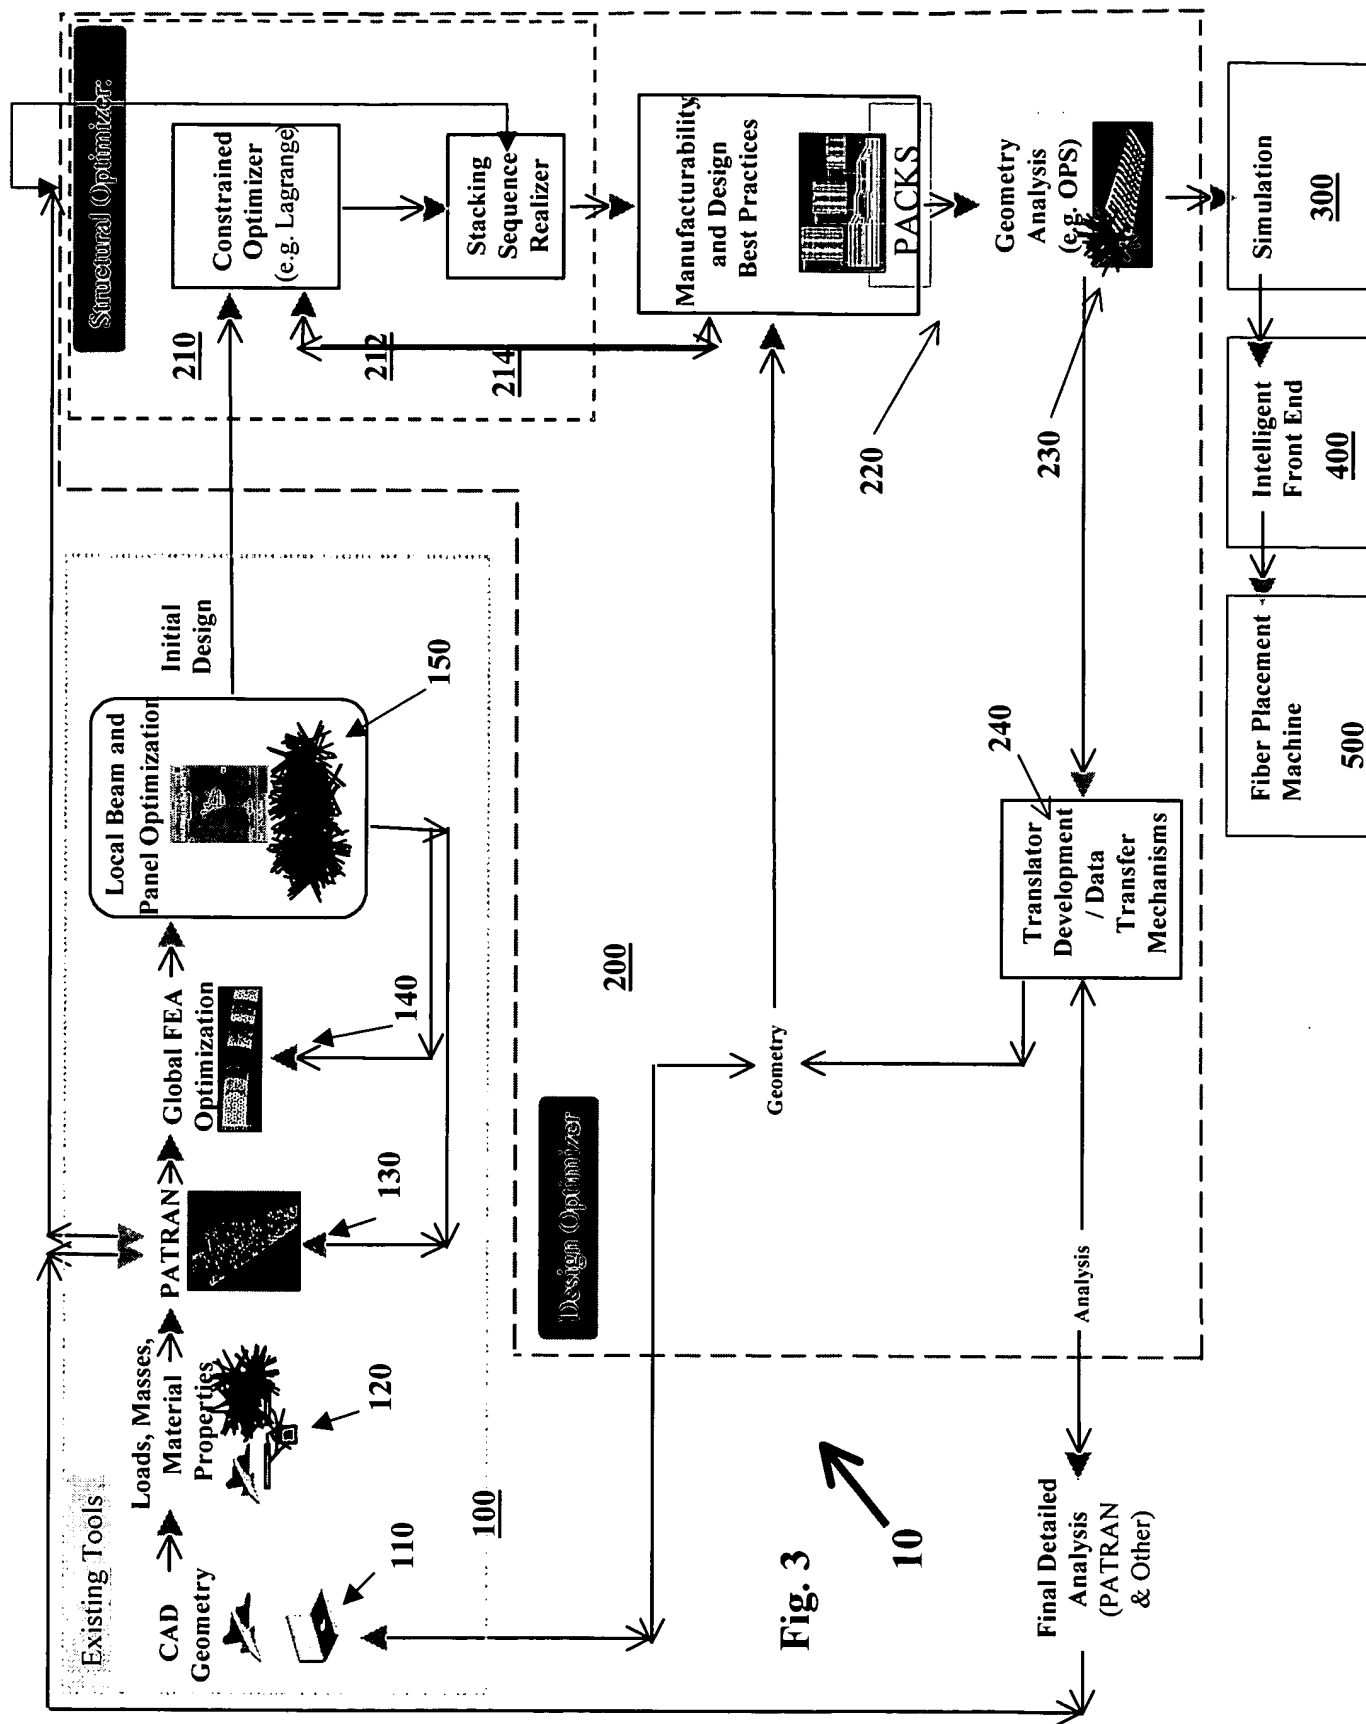 Existing Tools
CAD
Geometry
110
Loads, Masses,
Material
Properties
120
PATRAN
130
Global FEA
Optimization
140
Local Beam and
Panel Optimization
150
Initial
Design
100
Structural Optimizer:
Constrained
Optimizer
(e.g. Lagrange)
210
212
214
Stacking
Sequence
Realizer
Manufacturability
and Design
Best Practices
PACKS
220
Geometry
Analysis
(e.g. OPS)
230
Design Optimizer
200
Geometry
240
Translator
Development
/ Data
Transfer
Mechanisms
Analysis
Final Detailed
Analysis
(PATRAN
& Other)
Simulation
300
Intelligent
Front End
400
Fiber Placement
Machine
500
Fig. 3
10